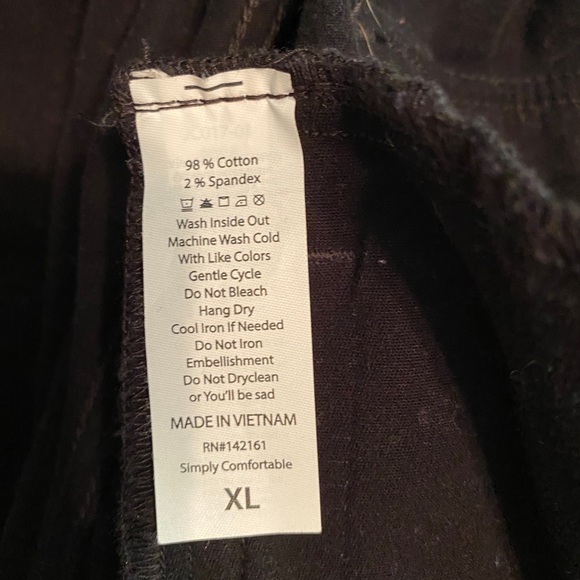 98 % Cotton
2 % Spandex
Wash Inside Out
Machine Wash Cold
With Like Colors
Gentle Cycle
Do Not Bleach
Hang Dry
Cool Iron If Needed
Do Not Iron
Embellishment
Do Not Dryclean
or You'll be sad
MADE IN VIETNAM
RN#142161
Simply Comfortable
XL